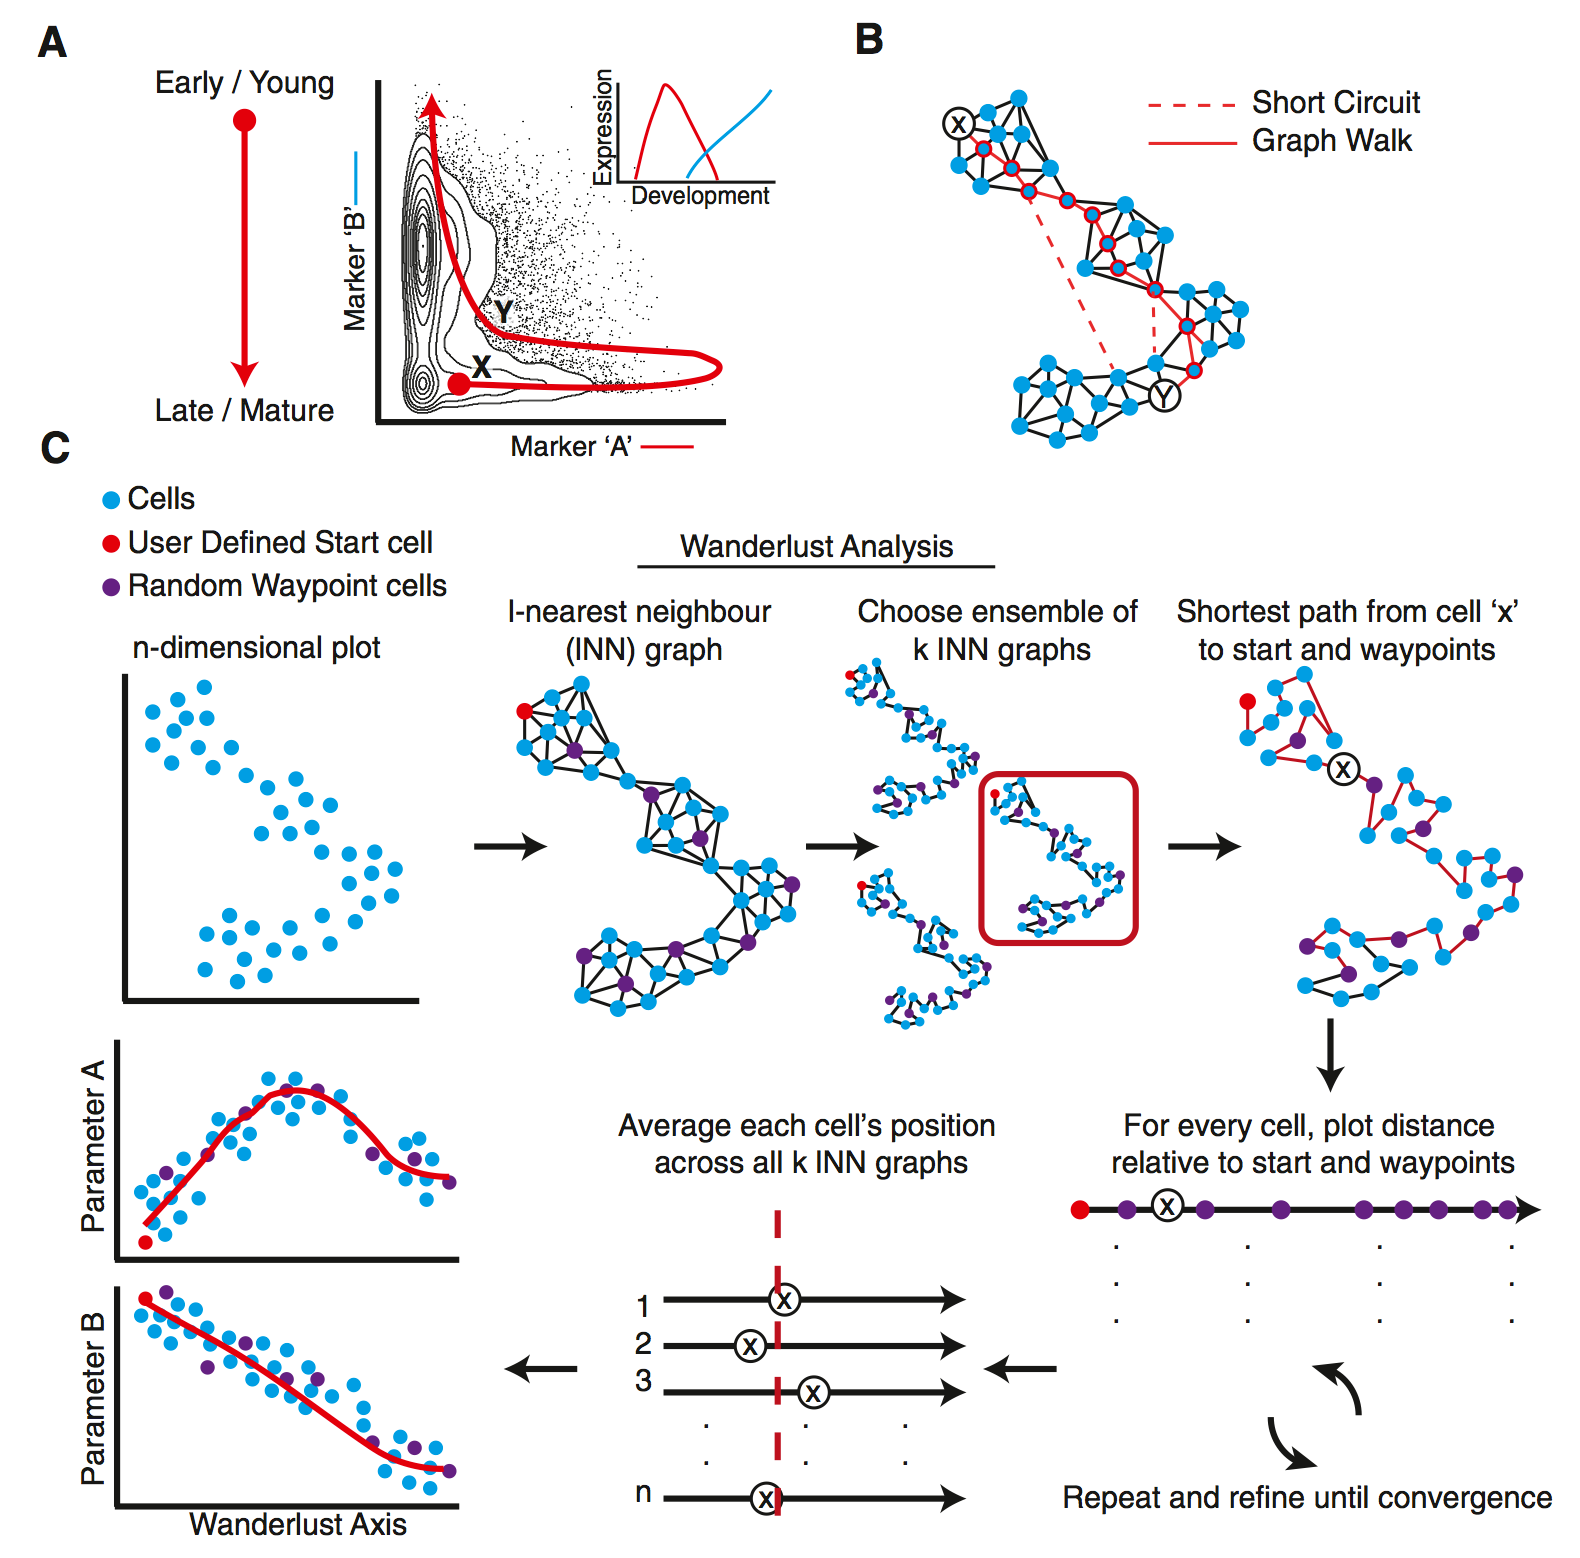 A
Early / Young
Late / Mature
Marker ‘B’
Marker ‘A’
Expression
Development
Y
X
B
X
Y
Short Circuit
Graph Walk
C
Cells
User Defined Start cell
Random Waypoint cells
Wanderlust Analysis
n-dimensional plot
l-nearest neighbour
(lNN) graph
Choose ensemble of
k lNN graphs
Shortest path from cell ‘x’
to start and waypoints
X
For every cell, plot distance
relative to start and waypoints
X
Repeat and refine until convergence
Average each cell’s position
across all k lNN graphs
1
X
2
X
3
X
n
X
Parameter A
Parameter B
Wanderlust Axis